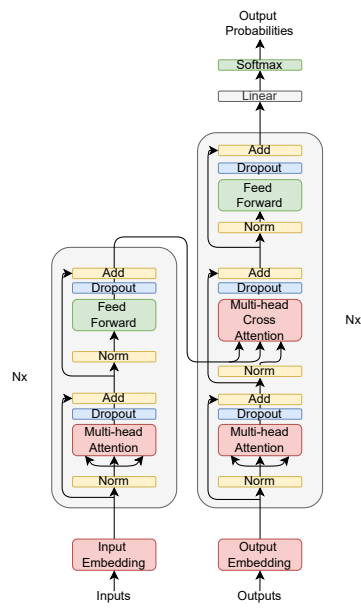 Output
Probabilities
Softmax
Linear
Add
Dropout
Feed
Forward
Norm
Add
Dropout
Multi-head
Cross
Attention
Norm
Add
Dropout
Multi-head
Attention
Norm
Nx
Add
Dropout
Feed
Forward
Norm
Nx
Add
Dropout
Multi-head
Attention
Norm
Input
Embedding
Output
Embedding
Inputs
Outputs